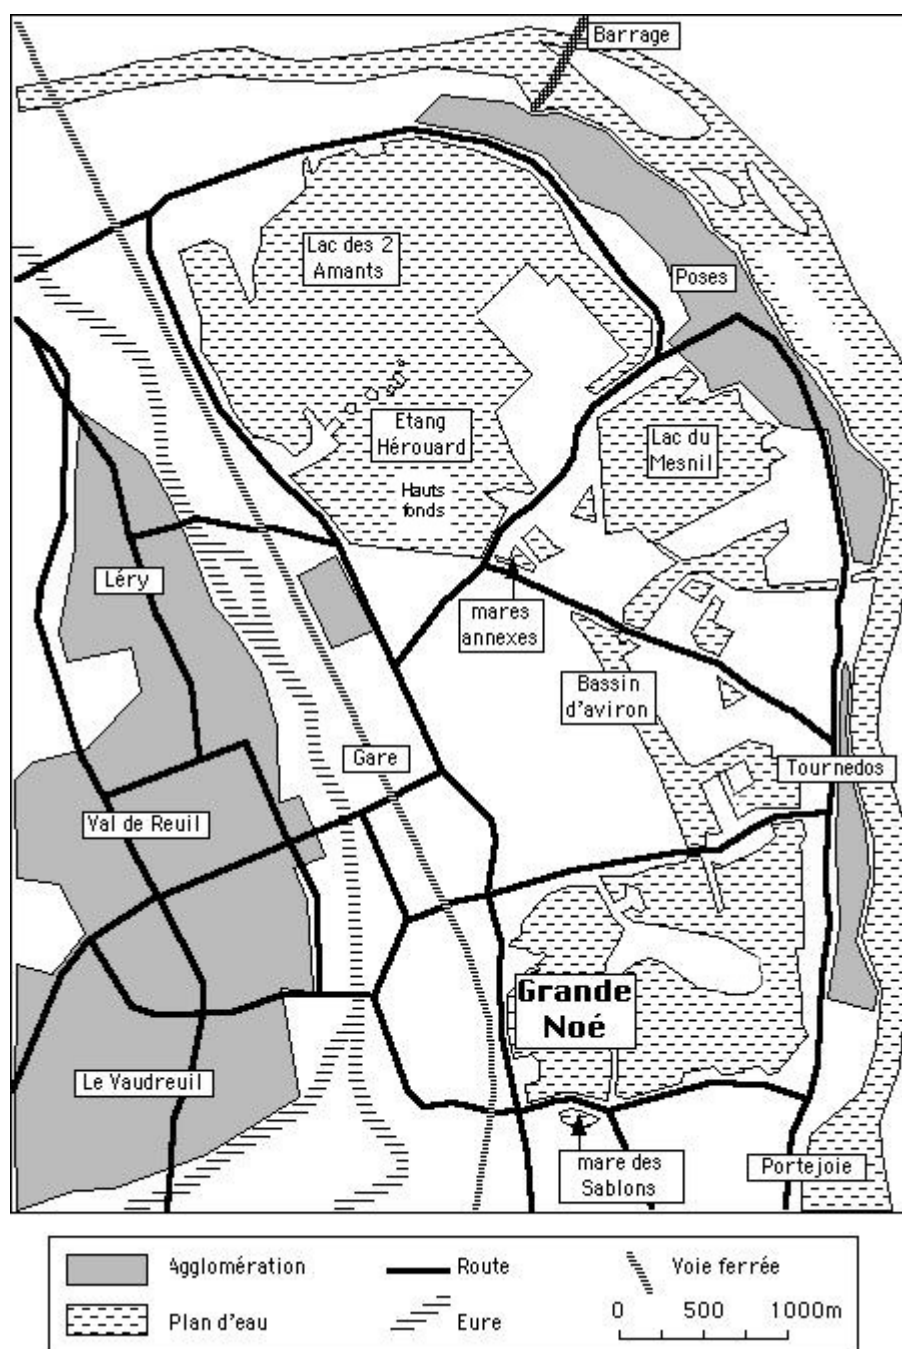 Barrage
Lac des 2
Amants
Poses
Etang
Hérouard
Lac du
Mesnil
Hauts
fonds
Léry
mares
annexes
Bassin
d'aviron
Gare
Tournedos
Val de Reuil
Grande
Noé
Le Vaudreuil
mare des
Sablons
Portejoie
Agglomération
Route
Voie ferrée
Plan d'eau
Eure
0 500 1000m